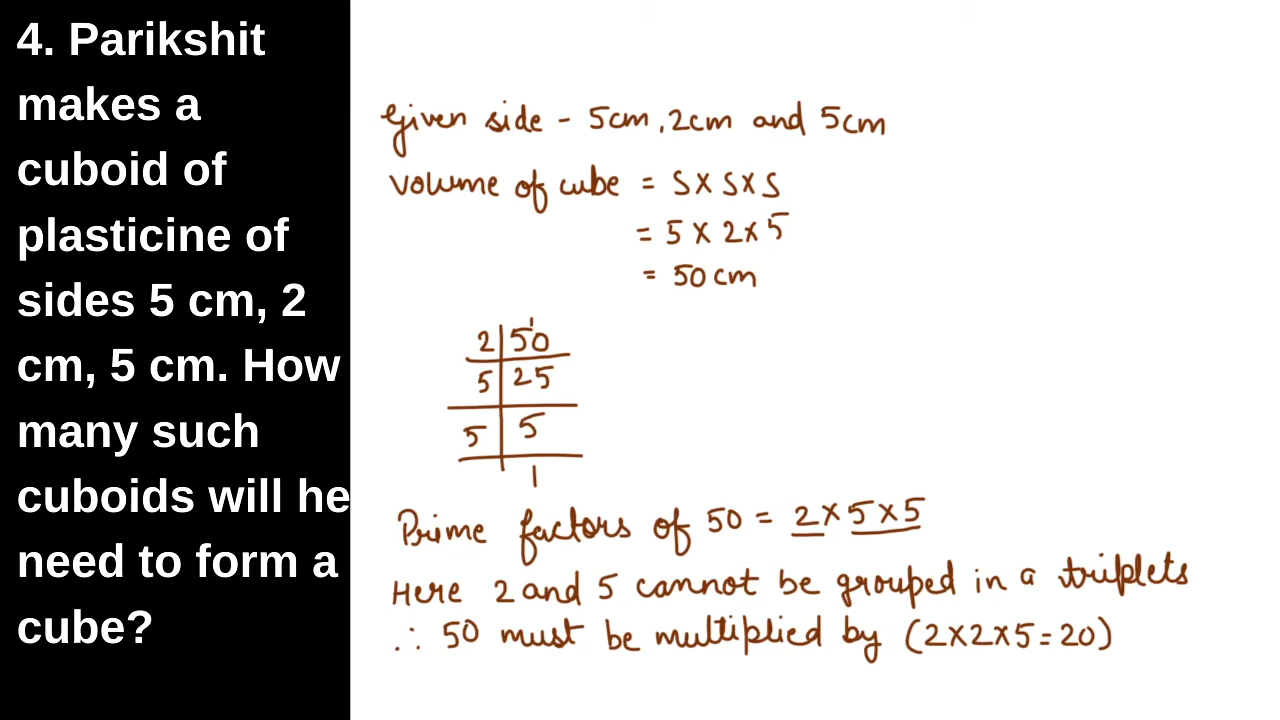 4. Parikshit
makes a
cuboid of
plasticine of
sides 5 cm, 2
cm, 5 cm. How
many such
cuboids will he
need to form a
cube?
Given side - 5cm, 2cm and 5cm
Volume of cube = S X S X S
= 5 X 2 x 5
= 50 cm
2 | 50
5 | 25
5 | 5
1
Prime factors of 50 = 2 x 5 x 5
Here 2 and 5 cannot be grouped in a triplets
∴ 50 must be multiplied by (2X2X5=20)